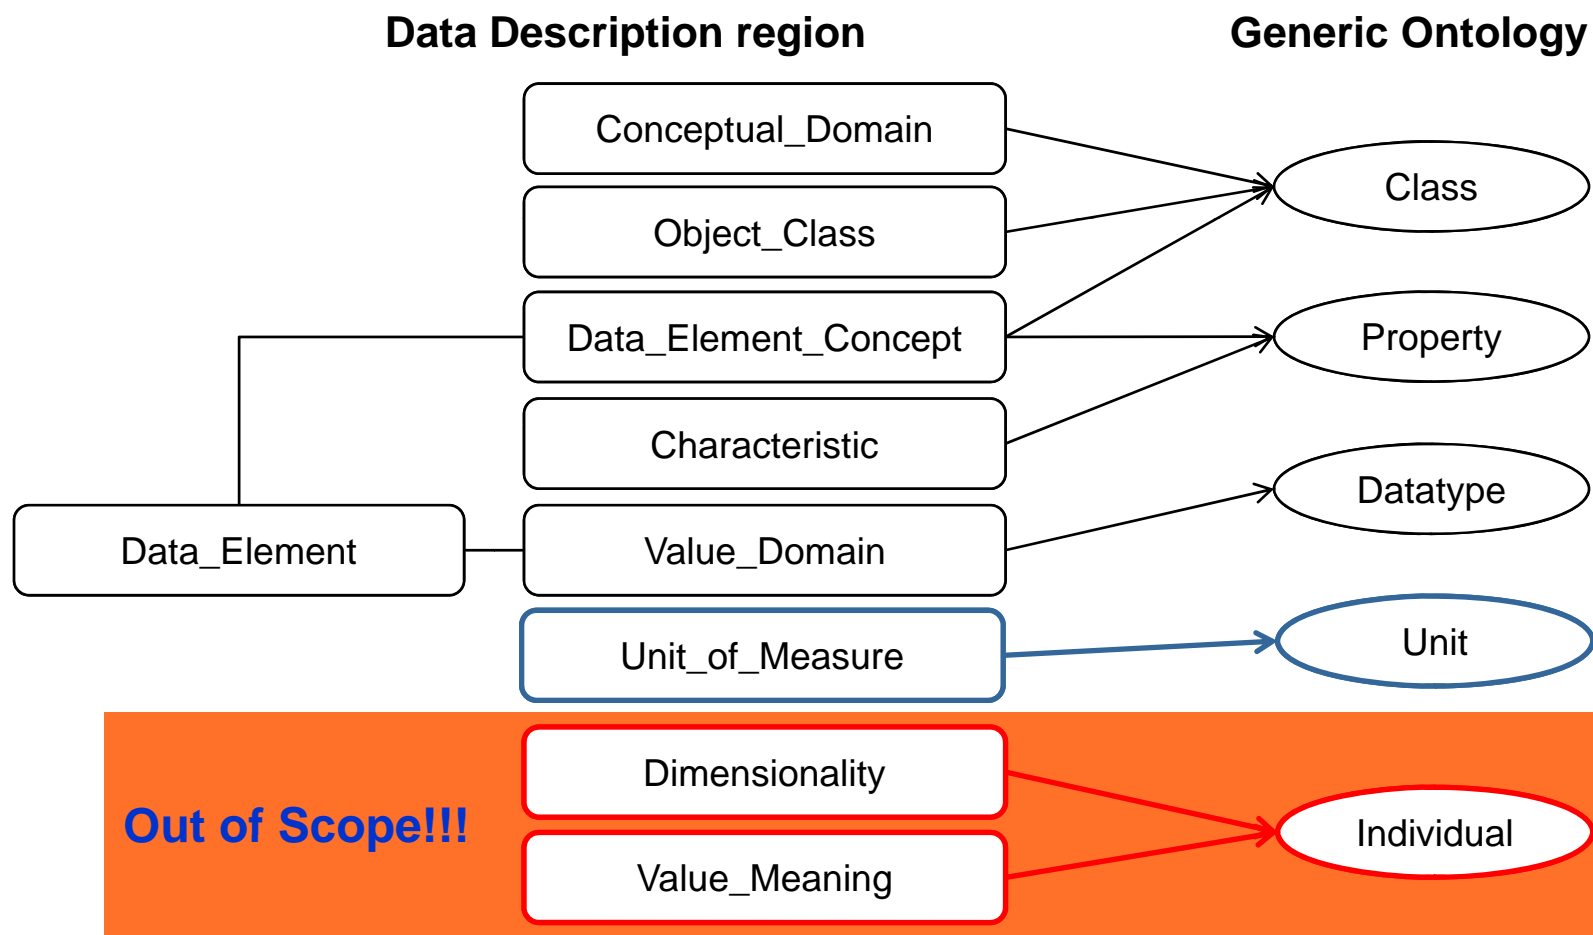 Data Description region
Generic Ontology
Conceptual_Domain
Class
Object_Class
Data_Element_Concept
Property
Characteristic
Datatype
Data_Element
Value_Domain
Unit_of_Measure
Unit
Dimensionality
Out of Scope!!!
Individual
Value_Meaning